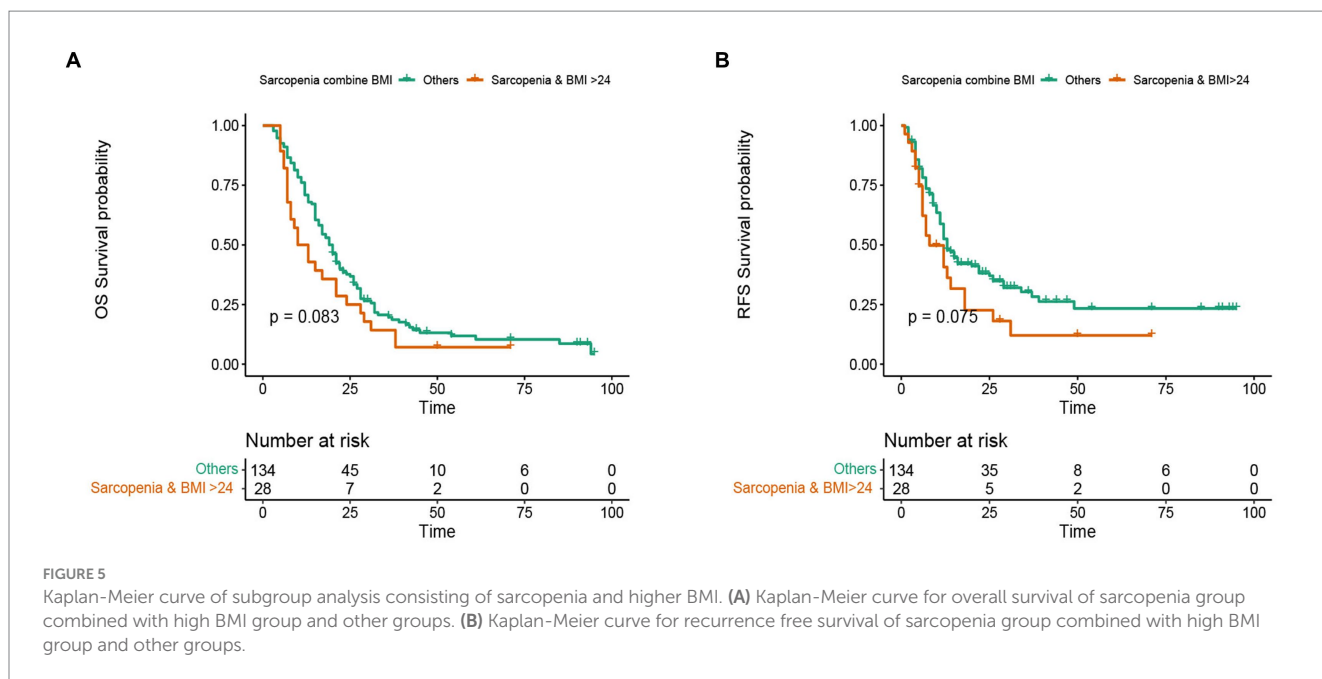 A
Sarcopenia combine BMI Others Sarcopenia & BMI >24
OS Survival probability
1.00
0.75
0.50
0.25
0.00
p = 0.083
0 25 50 75 100
Time
Number at risk
Others 134 45 10 6 0
Sarcopenia & BMI >24 28 7 2 0 0
0 25 50 75 100
Time
B
Sarcopenia combine BMI Others Sarcopenia & BMI>24
RFS Survival probability
1.00
0.75
0.50
0.25
0.00
p = 0.075
0 25 50 75 100
Time
Number at risk
Others 134 35 8 6 0
Sarcopenia & BMI>24 28 5 2 0 0
0 25 50 75 100
Time
FIGURE 5
Kaplan-Meier curve of subgroup analysis consisting of sarcopenia and higher BMI. (A) Kaplan-Meier curve for overall survival of sarcopenia group
combined with high BMI group and other groups. (B) Kaplan-Meier curve for recurrence free survival of sarcopenia group combined with high BMI
group and other groups.